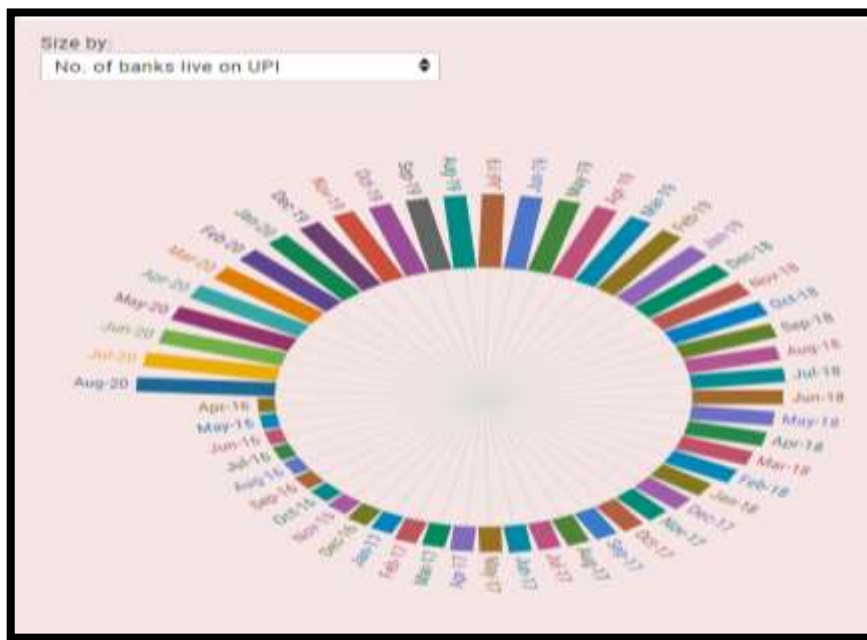 Size by:
No. of banks live on UPI
Apr-16
May-16
Jun-16
Jul-16
Aug-16
Sep-16
Oct-16
Nov-16
Dec-16
Jan-17
Feb-17
Mar-17
Apr-17
May-17
Jun-17
Jul-17
Aug-17
Sep-17
Oct-17
Nov-17
Dec-17
Jan-18
Feb-18
Mar-18
Apr-18
May-18
Jun-18
Jul-18
Aug-18
Sep-18
Oct-18
Nov-18
Dec-18
Jan-19
Feb-19
Mar-19
Apr-19
May-19
Jun-19
Jul-19
Aug-19
Sep-19
Oct-19
Nov-19
Dec-19
Jan-20
Feb-20
Mar-20
Apr-20
May-20
Jun-20
Jul-20
Aug-20